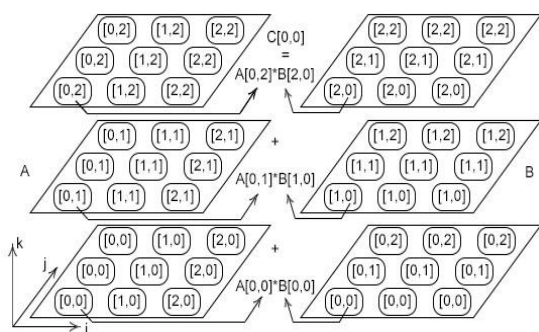 [0,2] [1,2] [2,2] C[0,0] [2,2] [2,2] [2,2]
[0,2] [1,2] [2,2] = [2,1] [2,1] [2,1]
[0,2] [1,2] [2,2] A[0,2]*B[2,0] [2,0] [2,0] [2,0]
[0,1] [1,1] [2,1] + [1,2] [1,2] [1,2]
A [0,1] [1,1] [2,1] [1,1] [1,1] [1,1] B
[0,1] [1,1] [2,1] A[0,1]*B[1,0] [1,0] [1,0] [1,0]
[0,0] [1,0] [2,0] + [0,2] [0,2] [0,2]
k j [0,0] [1,0] [2,0] [0,1] [0,1] [0,1]
[0,0] [1,0] [2,0] A[0,0]*B[0,0] [0,0] [0,0] [0,0]
i